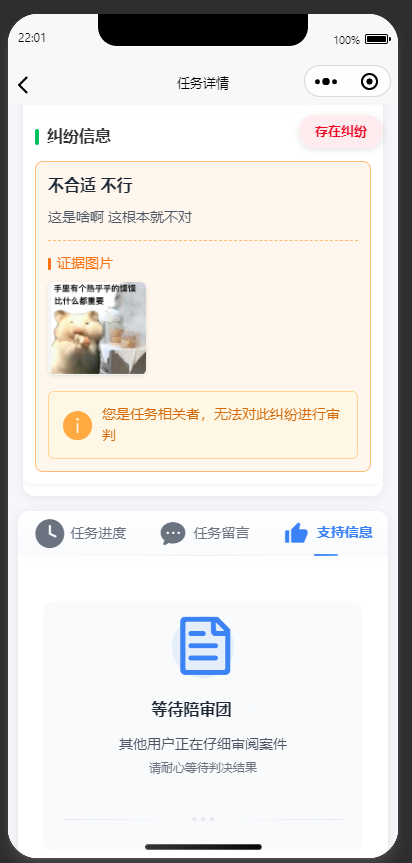 22:01
100%
任务详情
纠纷信息
存在纠纷
不合适 不行
这是啥啊 这根本就不对
证据图片
手里有个热乎乎的馍馍
比什么都重要
您是任务相关者，无法对此纠纷进行审
判
任务进度
任务留言
支持信息
等待陪审团
其他用户正在仔细审阅案件
请耐心等待判决结果